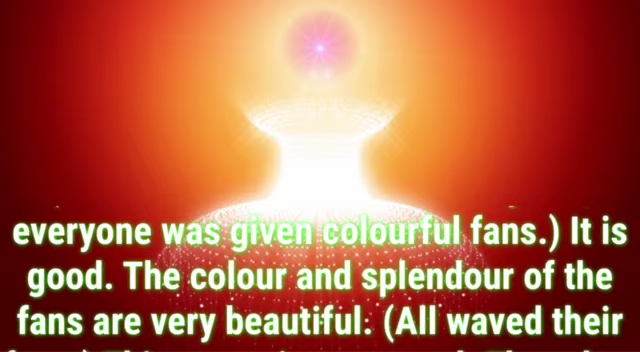 everyone was given colourful fans.) It is
good. The colour and splendour of the
fans are very beautiful. (All waved their